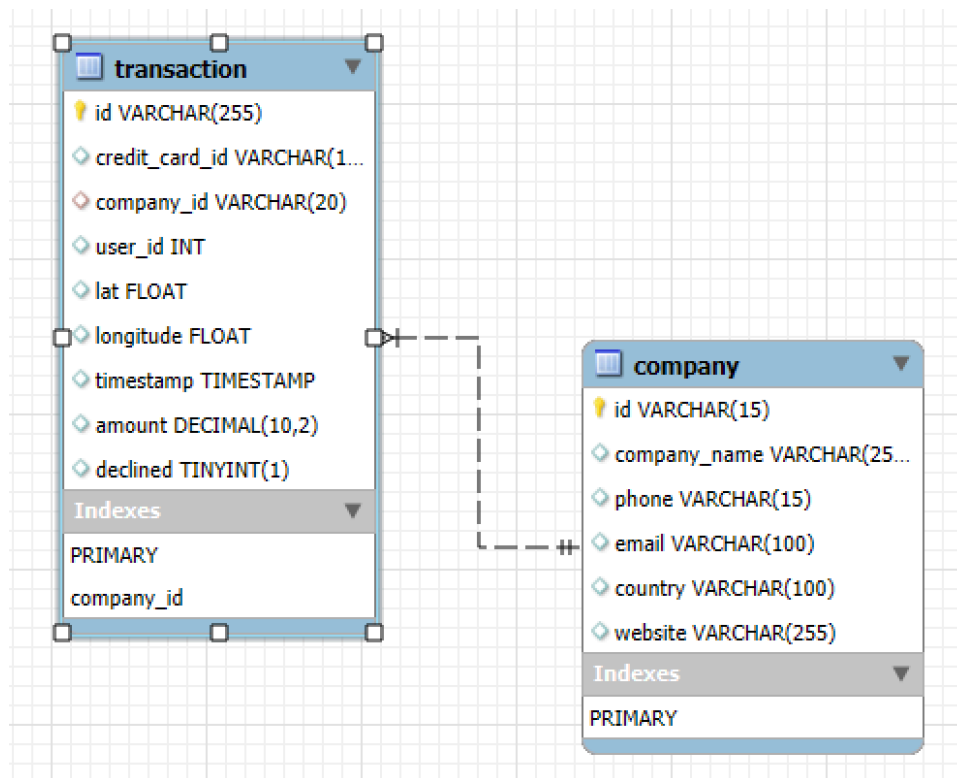 transaction
id VARCHAR(255)
credit_card_id VARCHAR(1...
company_id VARCHAR(20)
user_id INT
lat FLOAT
longitude FLOAT
timestamp TIMESTAMP
amount DECIMAL(10,2)
declined TINYINT(1)
Indexes
PRIMARY
company_id
company
id VARCHAR(15)
company_name VARCHAR(25...
phone VARCHAR(15)
email VARCHAR(100)
country VARCHAR(100)
website VARCHAR(255)
Indexes
PRIMARY